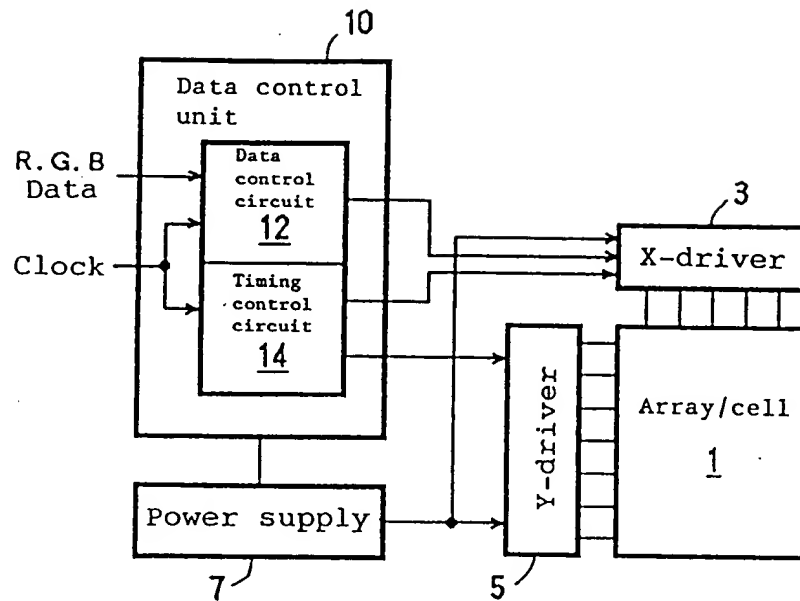 10
Data control
unit
R.G.B
Data
Data
control
circuit
12
Clock
Timing
control
circuit
14
3
X-driver
Y-driver
Array/cell
1
Power supply
7
5